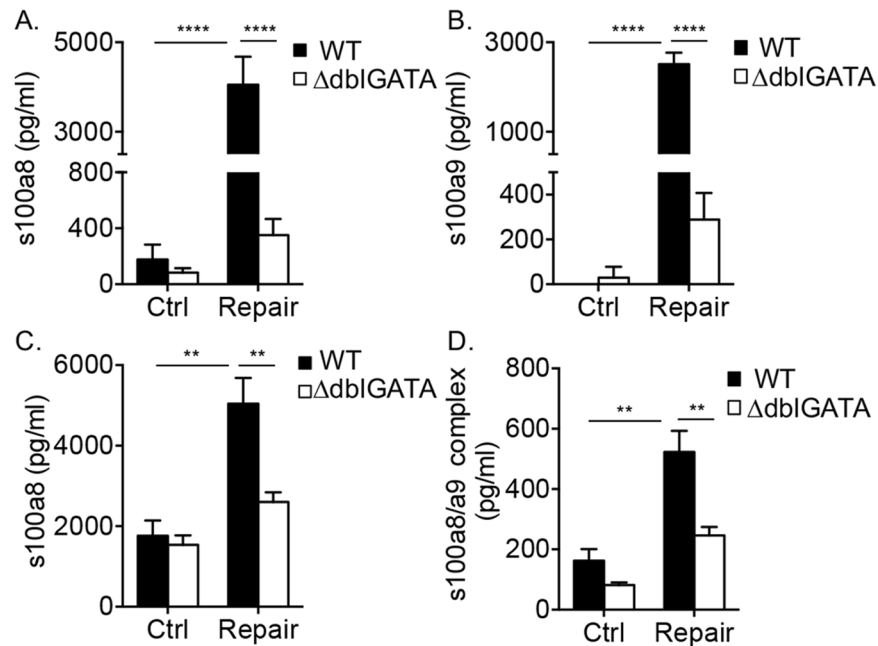 A.
**** ****
5000
3000
800
400
0
s100a8 (pg/ml)
WT
ΔdblGATA
Ctrl Repair
B.
**** ****
3000
1000
400
200
0
s100a9 (pg/ml)
WT
ΔdblGATA
Ctrl Repair
C.
** **
6000
4000
2000
0
s100a8 (pg/ml)
WT
ΔdblGATA
Ctrl Repair
D.
** **
800
600
400
200
0
s100a8/a9 complex
(pg/ml)
WT
ΔdblGATA
Ctrl Repair